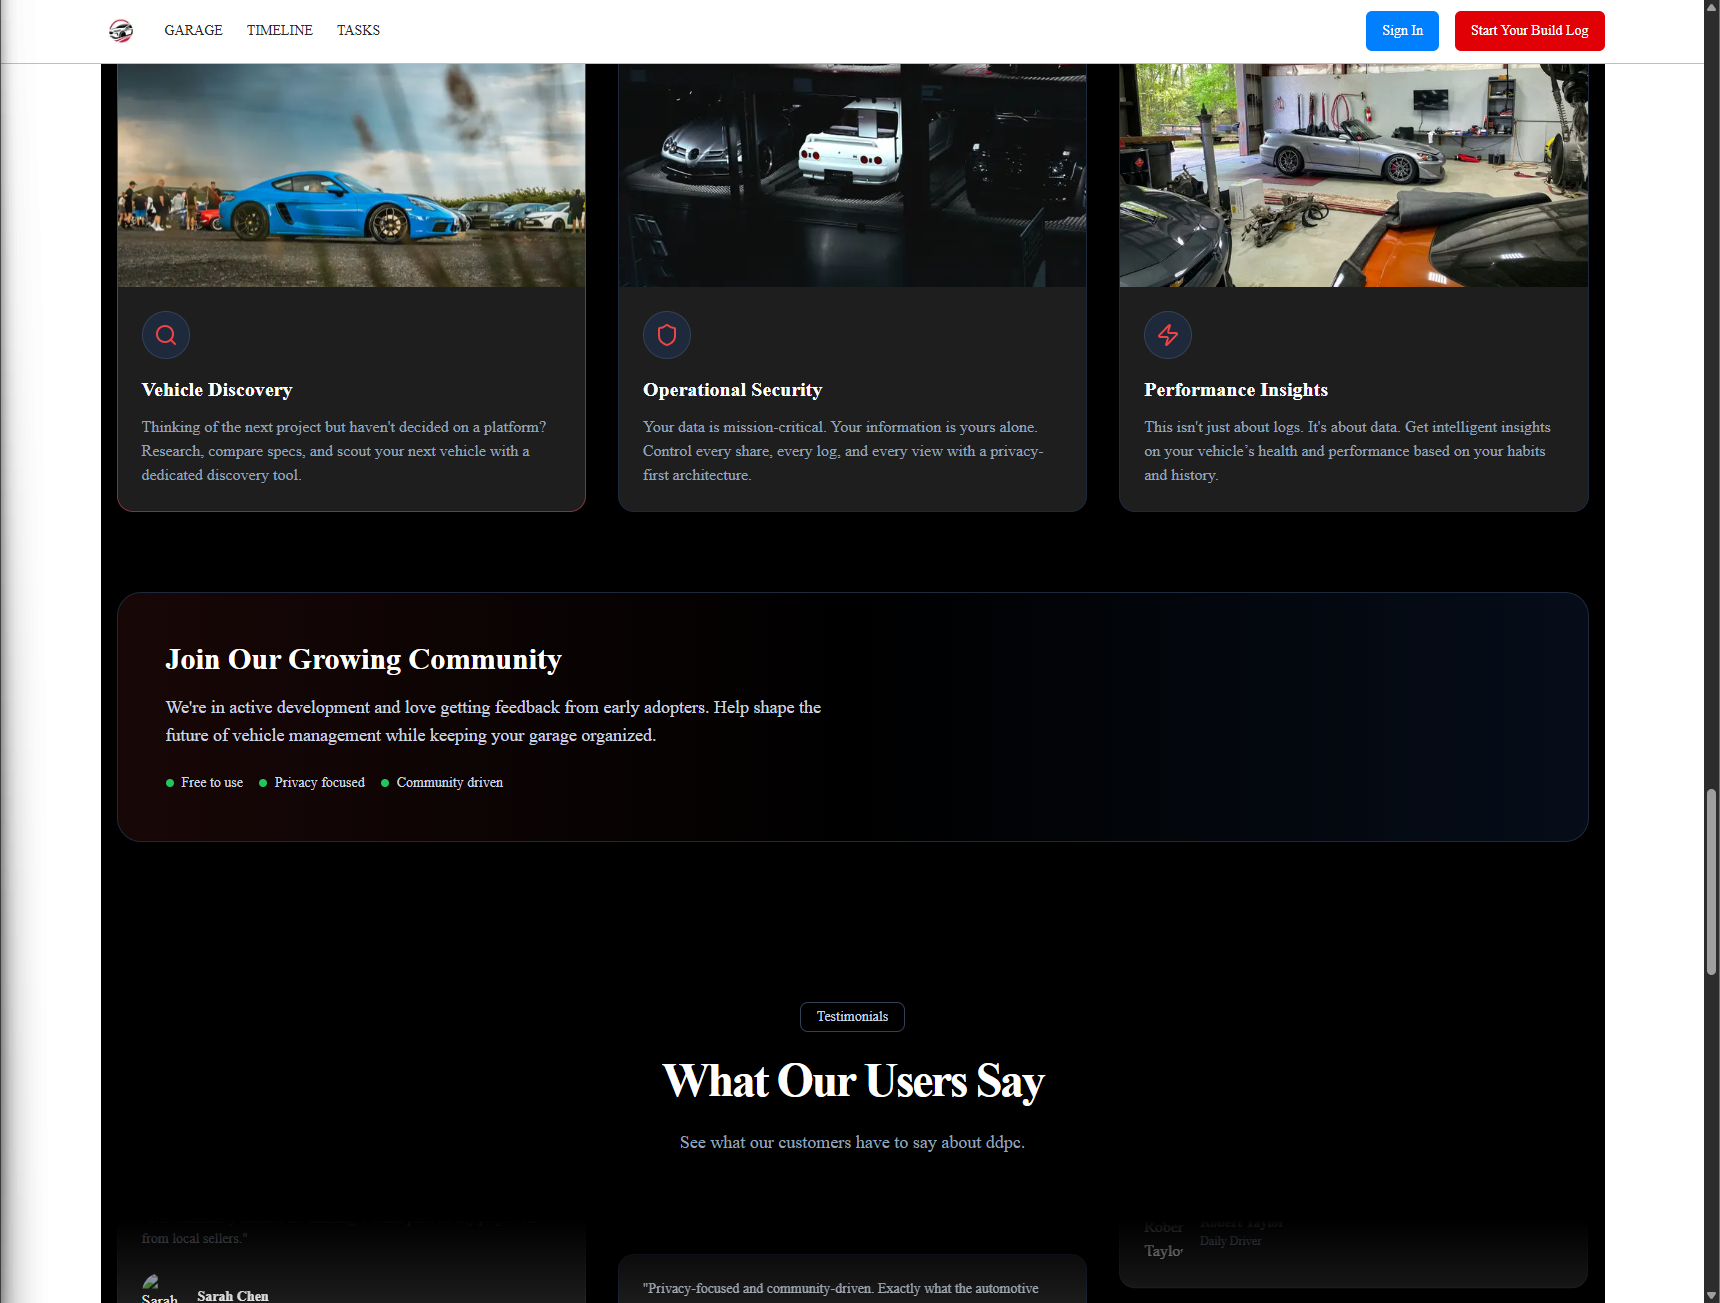 GARAGE TIMELINE TASKS Sign In Start Your Build Log
Vehicle Discovery
Thinking of the next project but haven't decided on a platform?
Research, compare specs, and scout your next vehicle with a
dedicated discovery tool.
Operational Security
Your data is mission-critical. Your information is yours alone.
Control every share, every log, and every view with a privacy-
first architecture.
Performance Insights
This isn't just about logs. It's about data. Get intelligent insights
on your vehicle’s health and performance based on your habits
and history.
Join Our Growing Community
We're in active development and love getting feedback from early adopters. Help shape the
future of vehicle management while keeping your garage organized.
Free to use Privacy focused Community driven
Testimonials
What Our Users Say
See what our customers have to say about ddpc.
from local sellers."
Sarah
Sarah Chen
"Privacy-focused and community-driven. Exactly what the automotive
Rober
Taylo
Robert Taylor
Daily Driver